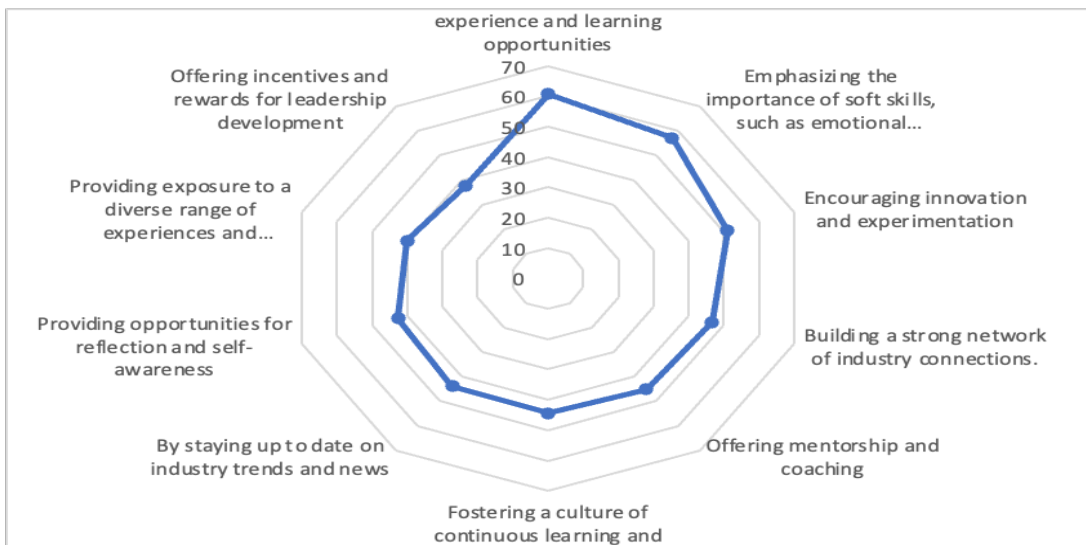 experience and learning
opportunities
Emphasizing the
importance of soft skills,
such as emotional...
Encouraging innovation
and experimentation
Building a strong network
of industry connections.
Offering mentorship and
coaching
Fostering a culture of
continuous learning and
By staying up to date on
industry trends and news
Providing opportunities for
reflection and self-
awareness
Providing exposure to a
diverse range of
experiences and...
Offering incentives and
rewards for leadership
development
70
60
50
40
30
20
10
0